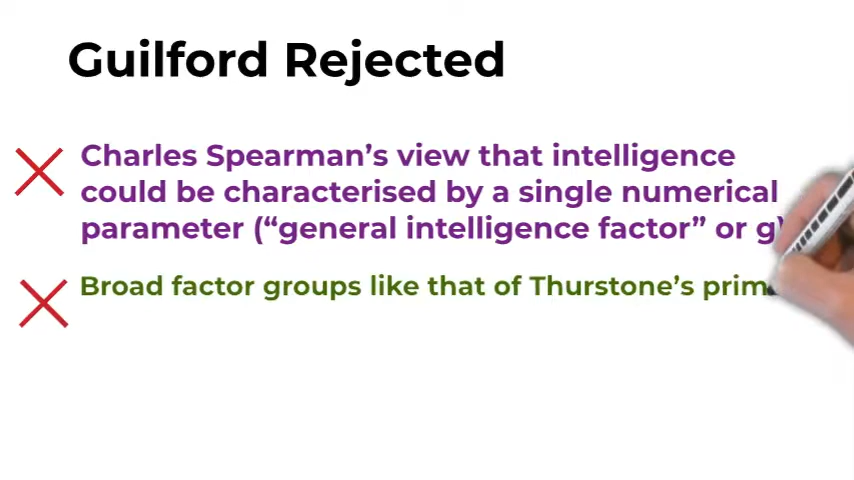 Guilford Rejected
Charles Spearman’s view that intelligence
could be characterised by a single numerical
parameter (“general intelligence factor” or g)
Broad factor groups like that of Thurstone’s prim